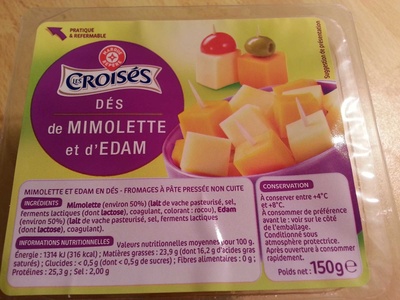 PRATIQUE
À REFERMABLE
MARQUE
REPÈRE
LES CROISÉS
DÉS
de MIMOLETTE
et d'EDAM
Suggestion de présentation
MIMOLETTE ET EDAM EN DÉS - FROMAGES À PÂTE PRESSÉE NON CUITE
INGRÉDIENTS Mimolette (environ 50%) (lait de vache pasteurisé, sel,
ferments lactiques (dont lactose), coagulant, colorant : rocou), Edam
(environ 50%) (lait de vache pasteurisé, sel, ferments lactiques
(dont lactose), coagulant).
INFORMATIONS NUTRITIONNELLES Valeurs nutritionnelles moyennes pour 100 g.
Énergie : 1314 kJ (316 kcal) ; Matières grasses : 23,9 g (dont 16,2 g d'acides gras
saturés) ; Glucides : < 0,5 g (dont < 0,5 g de sucres) ; Fibres alimentaires : 0 g ;
Protéines : 25,3 g ; Sel : 2,00 g
CONSERVATION
À conserver entre +4°C
et +8°C.
À consommer de préférence
avant le : voir sur le côté
de l'emballage.
Conditionné sous
atmosphère protectrice.
Après ouverture à consommer
rapidement.
Poids net : 150g e